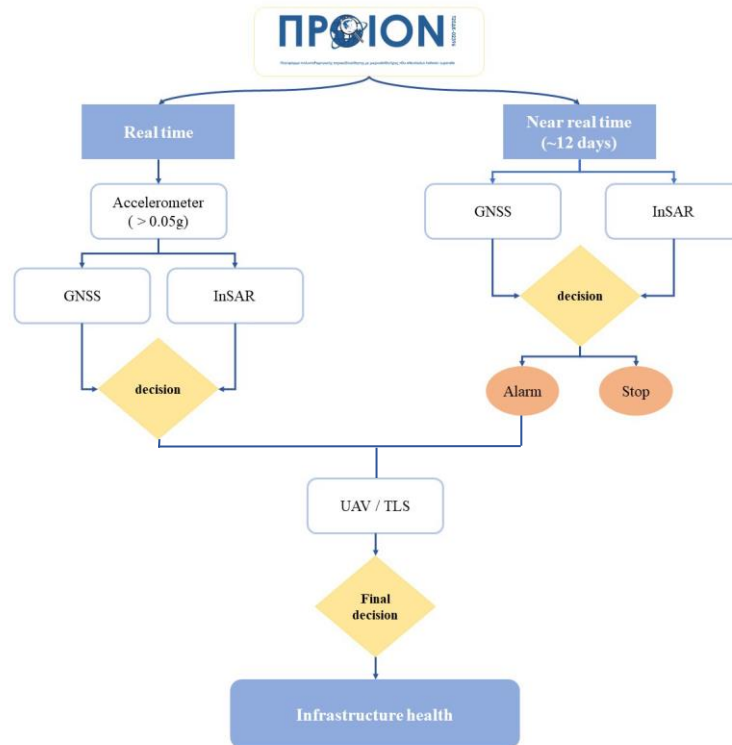 ΠΡΟΙΟΝ
Real time
Near real time
(~12 days)
Accelerometer
( > 0.05g)
GNSS
InSAR
GNSS
InSAR
decision
decision
Alarm
Stop
UAV / TLS
Final
decision
Infrastructure health